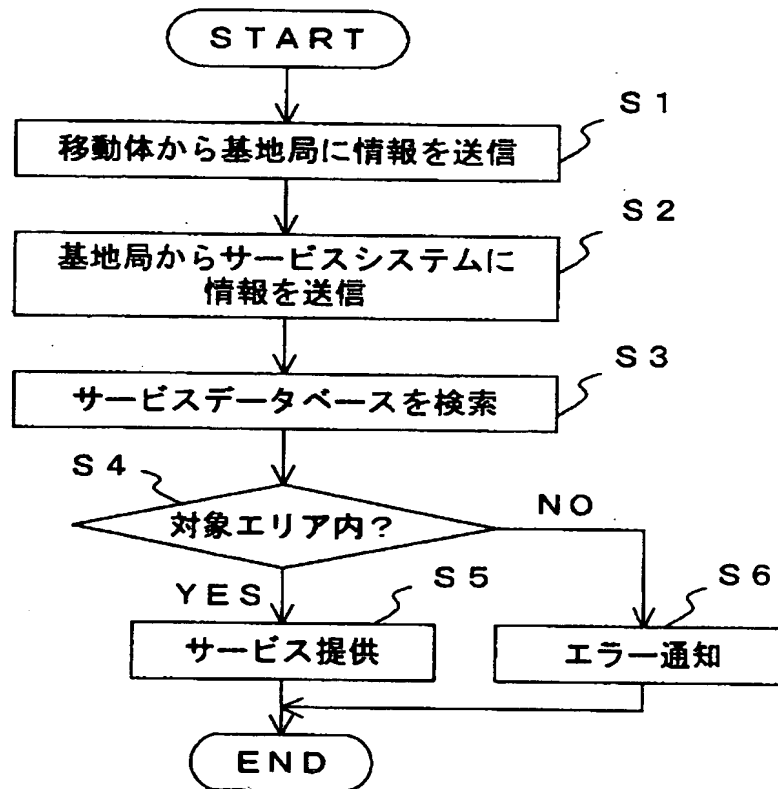 START
S1
移動体から基地局に情報を送信
S2
基地局からサービスシステムに
情報を送信
S3
サービスデータベースを検索
S4
対象エリア内?
NO
YES
S5
サービス提供
S6
エラー通知
END